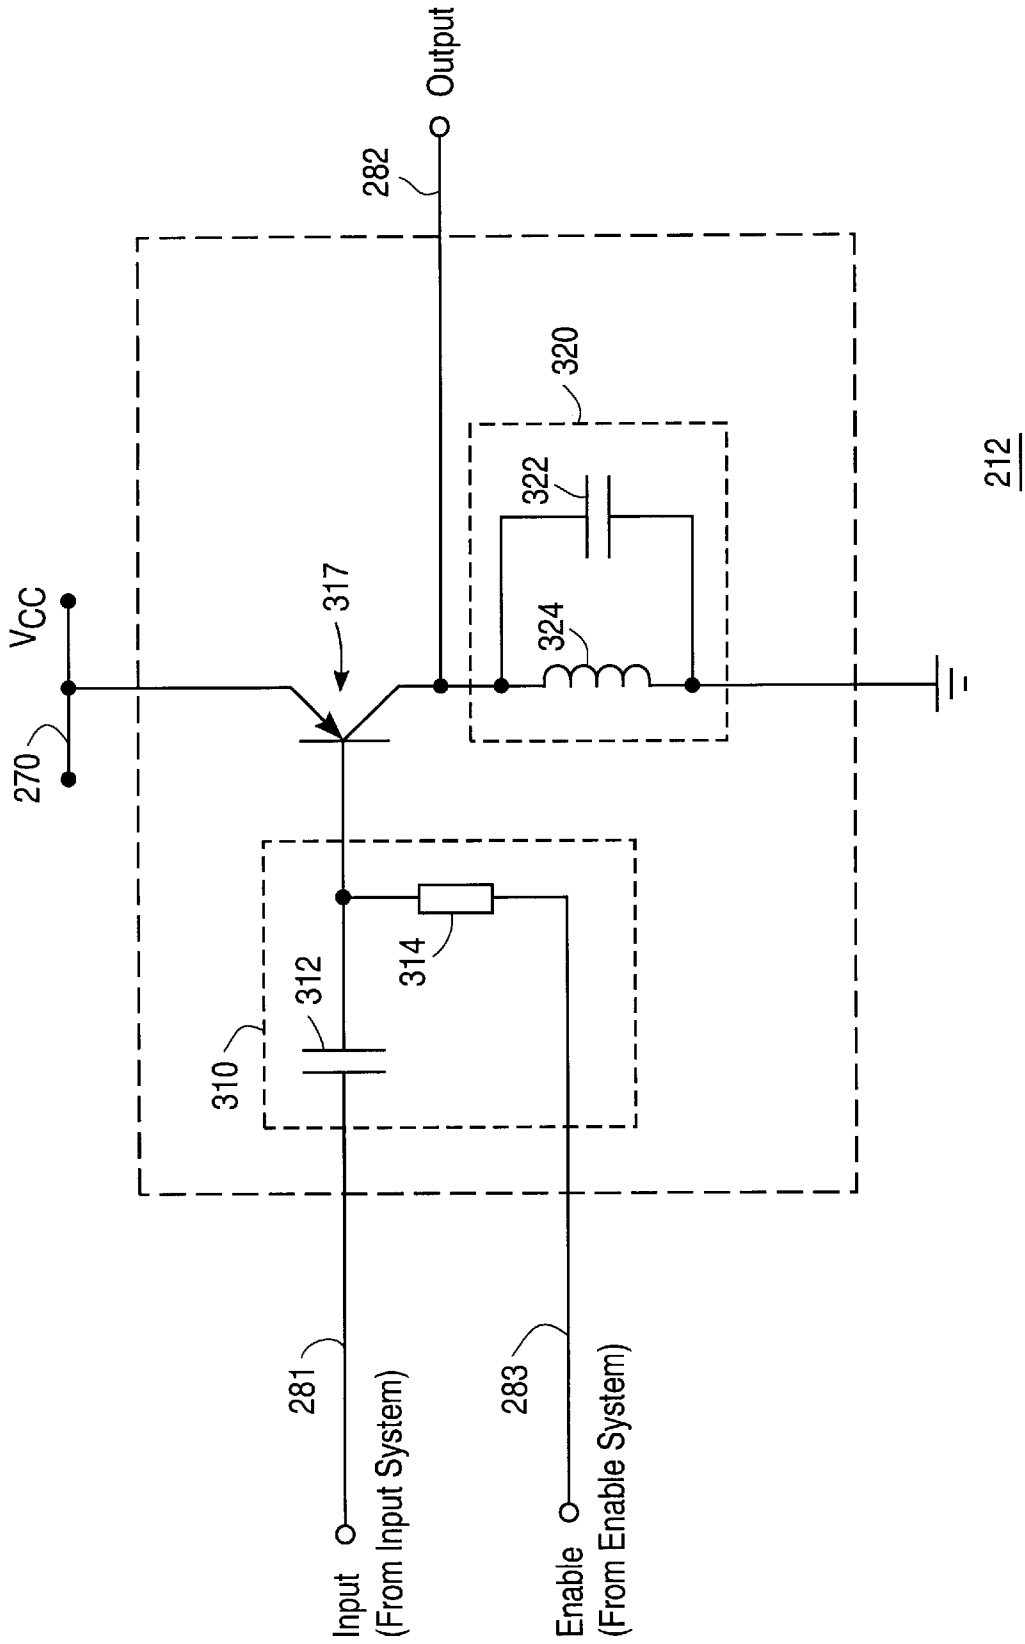 VCC
270
317
282
Output
320
322
324
310
312
314
281
Input
(From Input System)
283
Enable
(From Enable System)
212